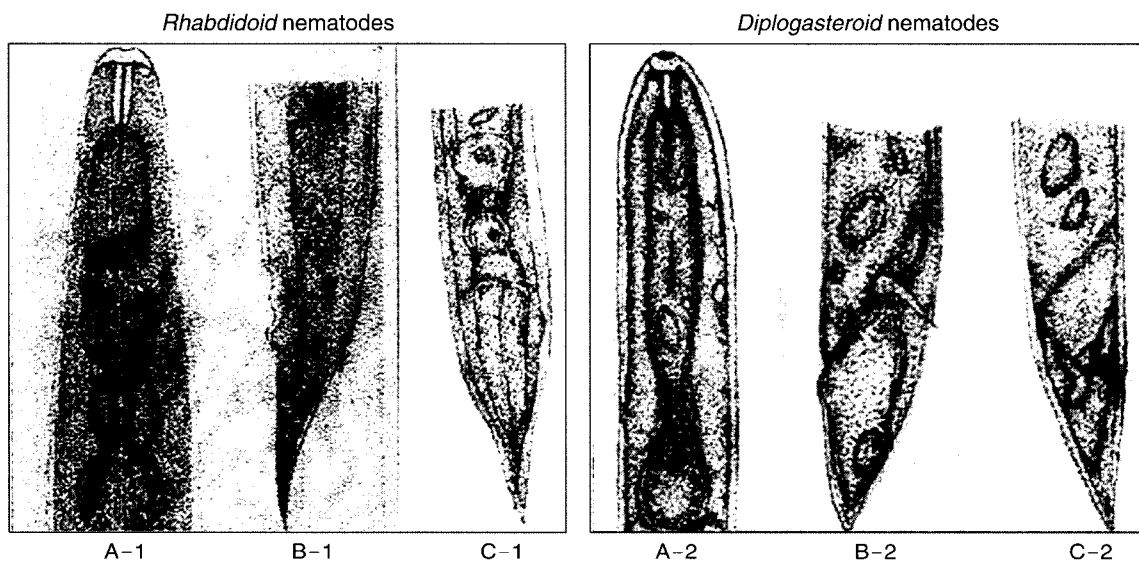 Rhabdidoid nematodes
Diplogasteroid nematodes
A–1
B–1
C–1
A–2
B–2
C–2